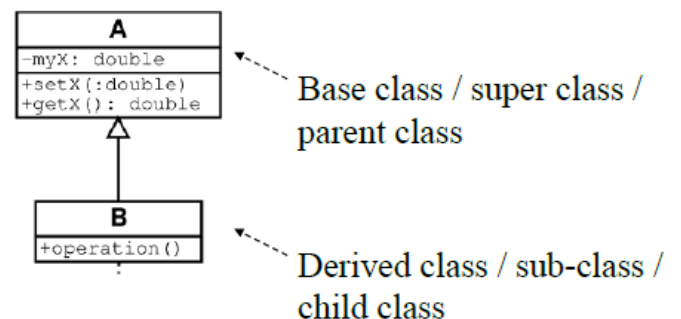 A
-myX: double
+setX(:double)
+getX(): double
Base class / super class /
parent class
B
+operation()
Derived class / sub-class /
child class